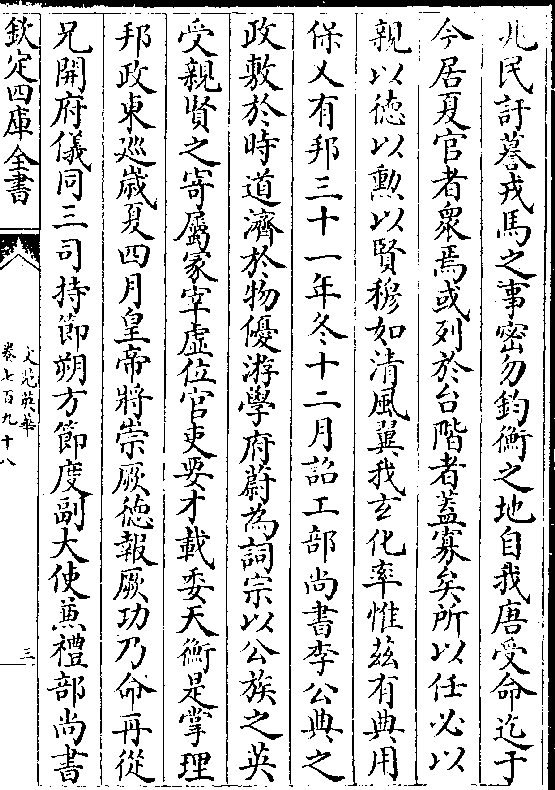 兆民訏謩戎馬之事密勿鈞衡之地自我唐受命迄于
今居夏官者衆焉或列於台階者蓋寡矣所以任必以
親以德以勲以賢穆如清風翼我玄化率惟兹有典用
保乂有邦三十一年冬十二月詔工部尚書李公典之
政敷於時道濟於物優游學府蔚為詞宗以公族之英
受親賢之寄屬冢宰虚位官吏要才載委天衡是掌理
邦政東廵歲夏四月皇帝將崇厥徳報厥功乃命再從
兄開府儀同三司持節朔方節度副大使兼禮部尚書
欽定四庫全書
文苑英華
卷七百九十八
三